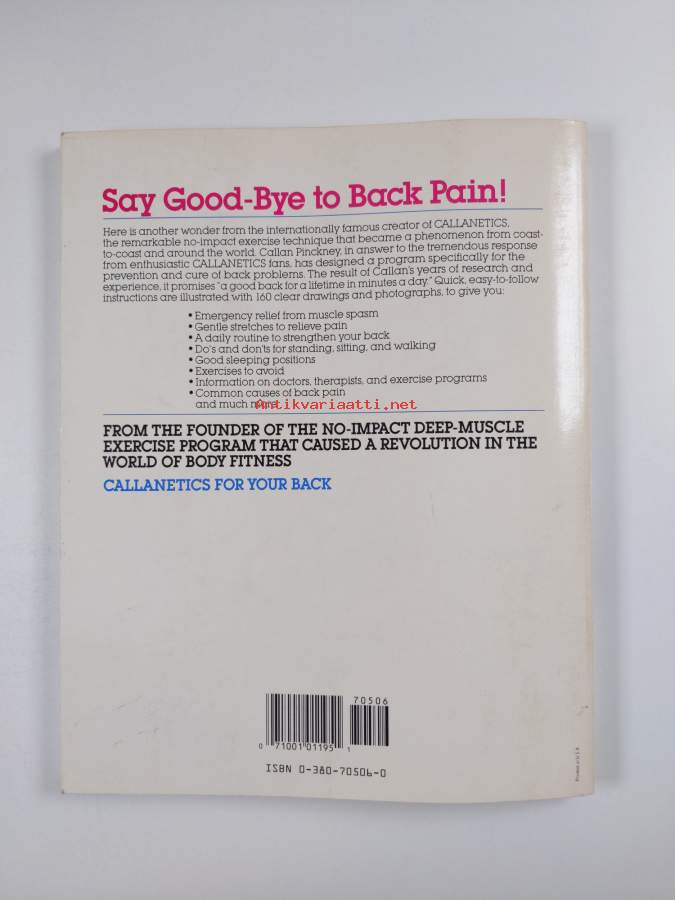 Say Good-Bye to Back Pain!
Here is another wonder from the internationally famous creator of CALLANETICS,
the remarkable no-impact exercise technique that became a phenomenon from coast-
to-coast and around the world. Callan Pinckney, in answer to the tremendous response
from enthusiastic CALLANETICS fans, has designed a program specifically for the
prevention and cure of back problems. The result of Callan's years of research and
experience, it promises "a good back for a lifetime in minutes a day." Quick, easy-to-follow
instructions are illustrated with 160 clear drawings and photographs, to give you:
• Emergency relief from muscle spasm
• Gentle stretches to relieve pain
• A daily routine to strengthen your back
• Do's and don'ts for standing, sitting, and walking
• Good sleeping positions
• Exercises to avoid
• Information on doctors, therapists, and exercise programs
• Common causes of back pain
and much more
Antikvariaatti.net
FROM THE FOUNDER OF THE NO-IMPACT DEEP-MUSCLE
EXERCISE PROGRAM THAT CAUSED A REVOLUTION IN THE
WORLD OF BODY FITNESS
CALLANETICS FOR YOUR BACK
70506
0 71001 01195 1
ISBN 0-380-70506-0
Printed in U.S.A.